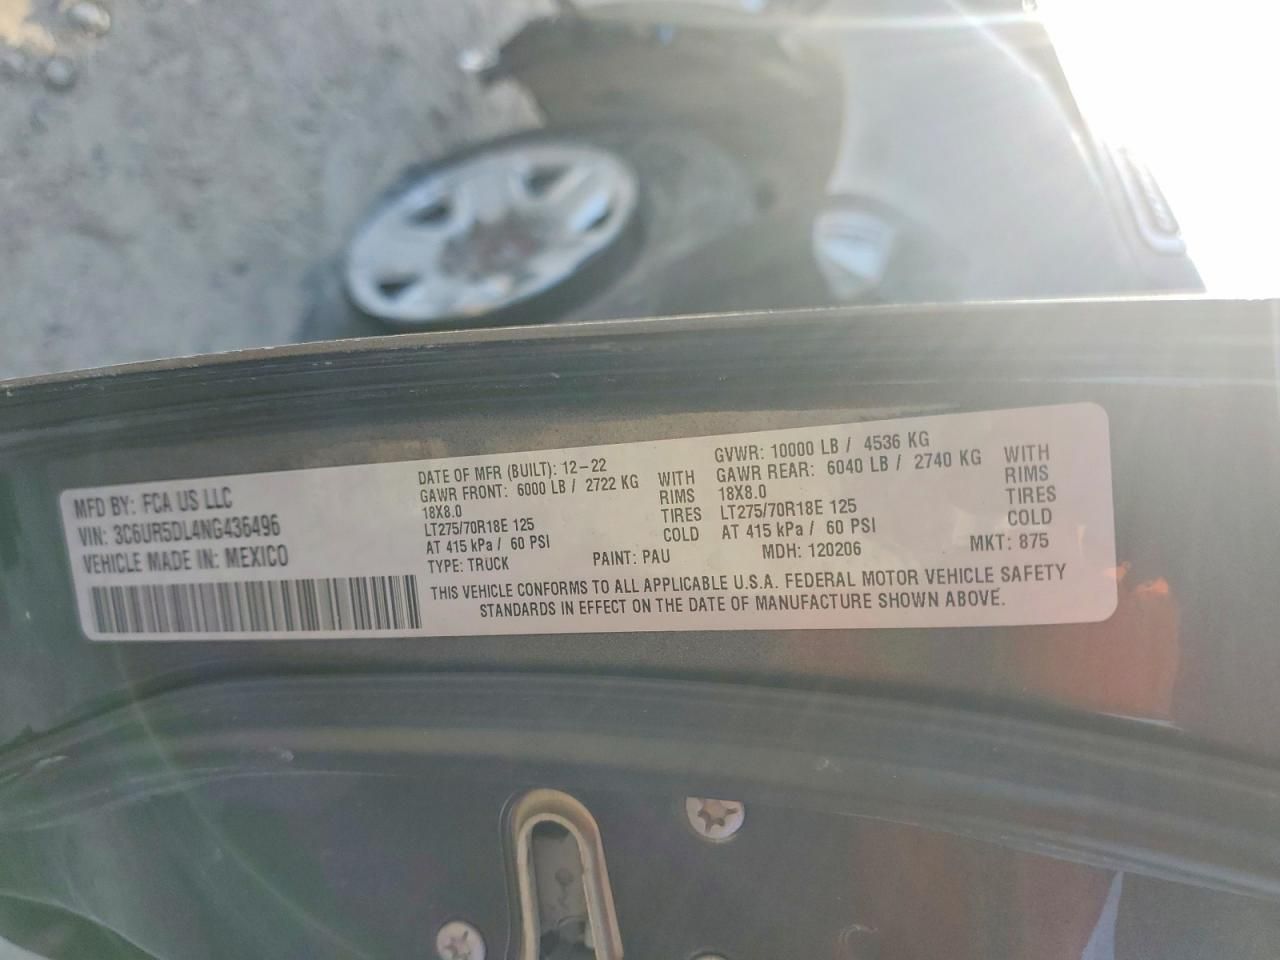 MFD BY: FCA US LLC
VIN: 3C6UR5DL4NG436496
VEHICLE MADE IN: MEXICO
DATE OF MFR (BUILT): 12-22
GAWR FRONT: 6000 LB / 2722 KG WITH
18X8.0 RIMS
LT275/70R18E 125 TIRES
AT 415 kPa / 60 PSI COLD
TYPE: TRUCK PAINT: PAU
GVWR: 10000 LB / 4536 KG
GAWR REAR: 6040 LB / 2740 KG WITH
18X8.0 RIMS
LT275/70R18E 125 TIRES
AT 415 kPa / 60 PSI COLD
MDH: 120206 MKT: 875
THIS VEHICLE CONFORMS TO ALL APPLICABLE U.S.A. FEDERAL MOTOR VEHICLE SAFETY
STANDARDS IN EFFECT ON THE DATE OF MANUFACTURE SHOWN ABOVE.